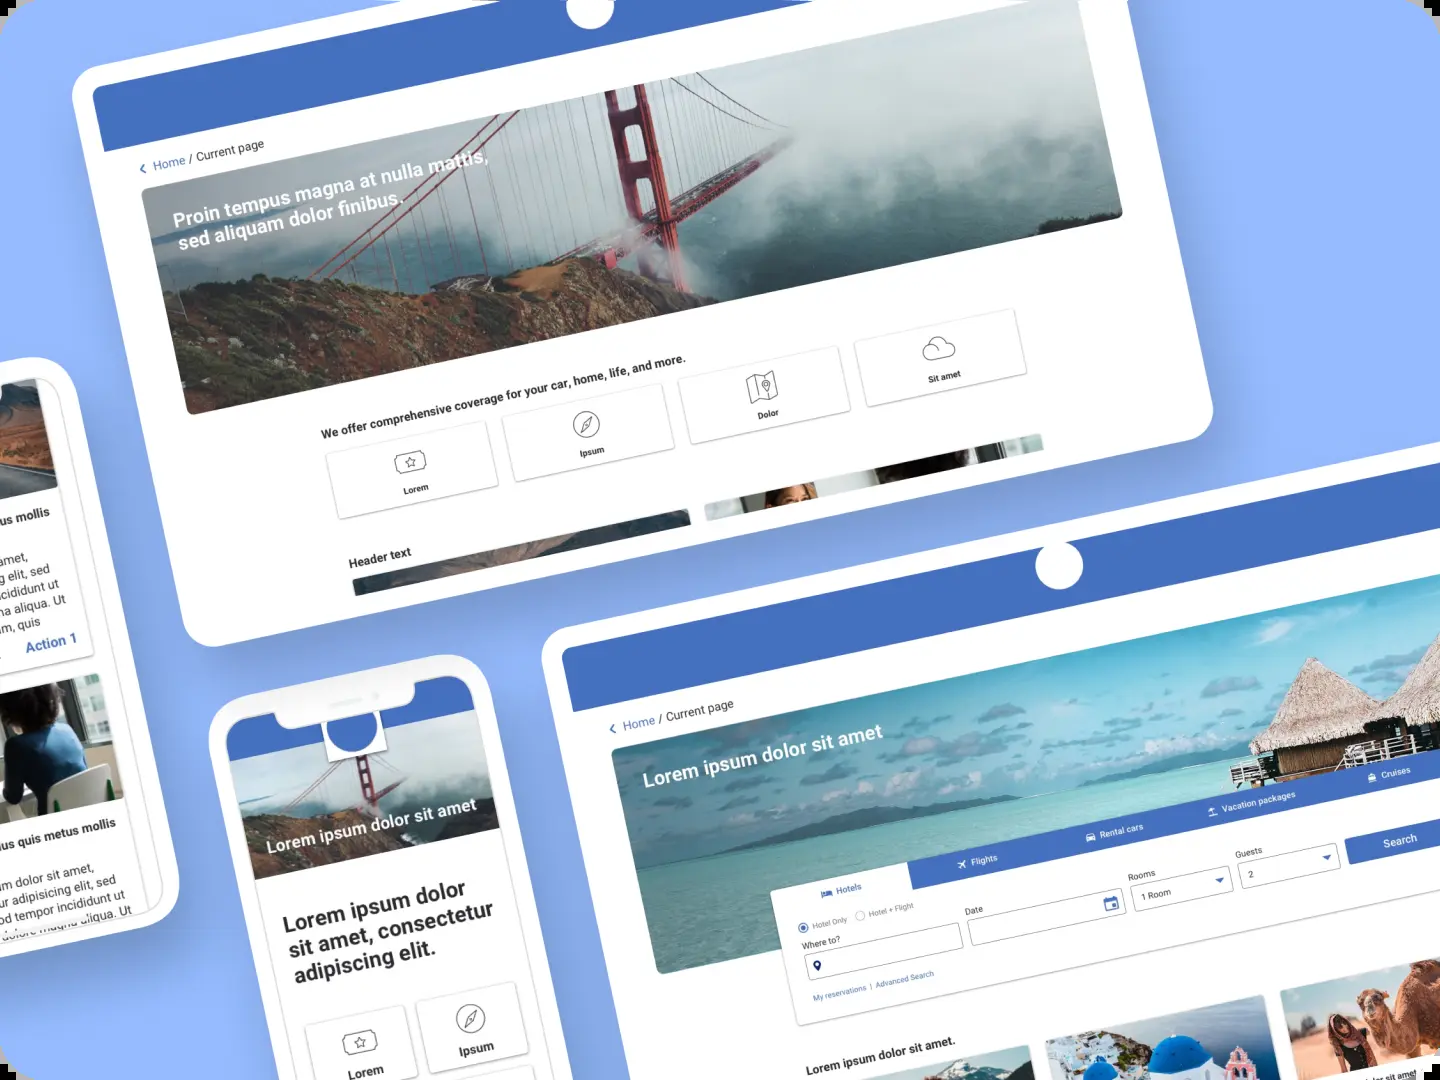 Home / Current page
Proin tempus magna at nulla mattis,
sed aliquam dolor finibus.
We offer comprehensive coverage for your car, home, life, and more.
Lorem
Ipsum
Dolor
Sit amet
Header text
us mollis
amet,
g elit, sed
cididunt ut
na aliqua. Ut
m, quis
Action 1
us quis metus mollis
m dolor sit amet,
ur adipisicing elit, sed
od tempor incididunt ut
dolore magna aliqua. Ut
Lorem ipsum dolor sit amet
Lorem ipsum dolor
sit amet, consectetur
adipiscing elit.
Lorem
Ipsum
Home / Current page
Lorem ipsum dolor sit amet
Hotels
Flights
Rental cars
Vacation packages
Cruises
Hotel Only
Hotel + Flight
Where to?
Date
Rooms
1 Room
Guests
2
Search
My reservations | Advanced Search
Lorem ipsum dolor sit amet.
lor sit amet